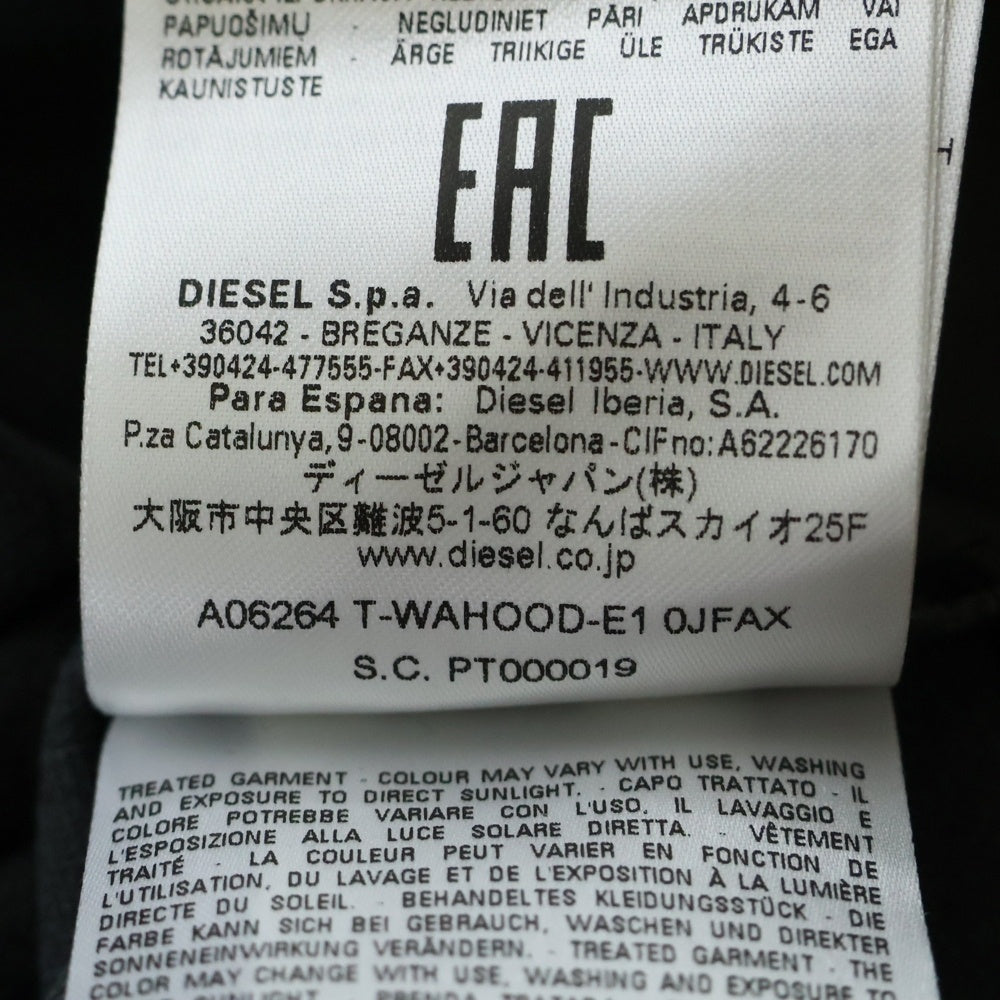 PAPUOŠIMŲ - NEGLUDINIET PĀRI APDRUKĀM VAI
ROTĀJUMIEM - ÄRGE TRIIKIGE ÜLE TRÜKISTE EGA
KAUNISTUSTE
EAC
T
DIESEL S.p.a. Via dell' Industria, 4-6
36042 - BREGANZE - VICENZA - ITALY
TEL+390424-477555-FAX+390424-411955-WWW.DIESEL.COM
Para Espana: Diesel Iberia, S.A.
P.za Catalunya,9-08002-Barcelona-CIFno:A62226170
ディーゼルジャパン(株)
大阪市中央区難波5-1-60 なんばスカイオ25F
www.diesel.co.jp
A06264 T-WAHOOD-E1 0JFAX
S.C. PT000019
TREATED GARMENT - COLOUR MAY VARY WITH USE, WASHING
AND EXPOSURE TO DIRECT SUNLIGHT. - CAPO TRATTATO - IL
COLORE POTREBBE VARIARE CON L'USO, IL LAVAGGIO E
L'ESPOSIZIONE ALLA LUCE SOLARE DIRETTA. - VÊTEMENT
TRAITÉ - LA COULEUR PEUT VARIER EN FONCTION DE
L'UTILISATION, DU LAVAGE ET DE L'EXPOSITION À LA LUMIÈRE
DIRECTE DU SOLEIL. - BEHANDELTES KLEIDUNGSSTÜCK - DIE
FARBE KANN SICH BEI GEBRAUCH, WASCHEN UND DIREKTER
SONNENEINWIRKUNG VERÄNDERN. - TREATED GARMENT - THE
COLOR MAY CHANGE WITH USE, WASHING AND EXPOSURE TO